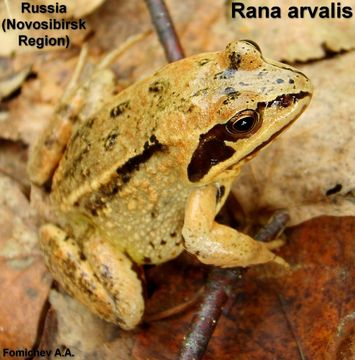 Russia
(Novosibirsk
Region)
Rana arvalis
Fomichev A.A.